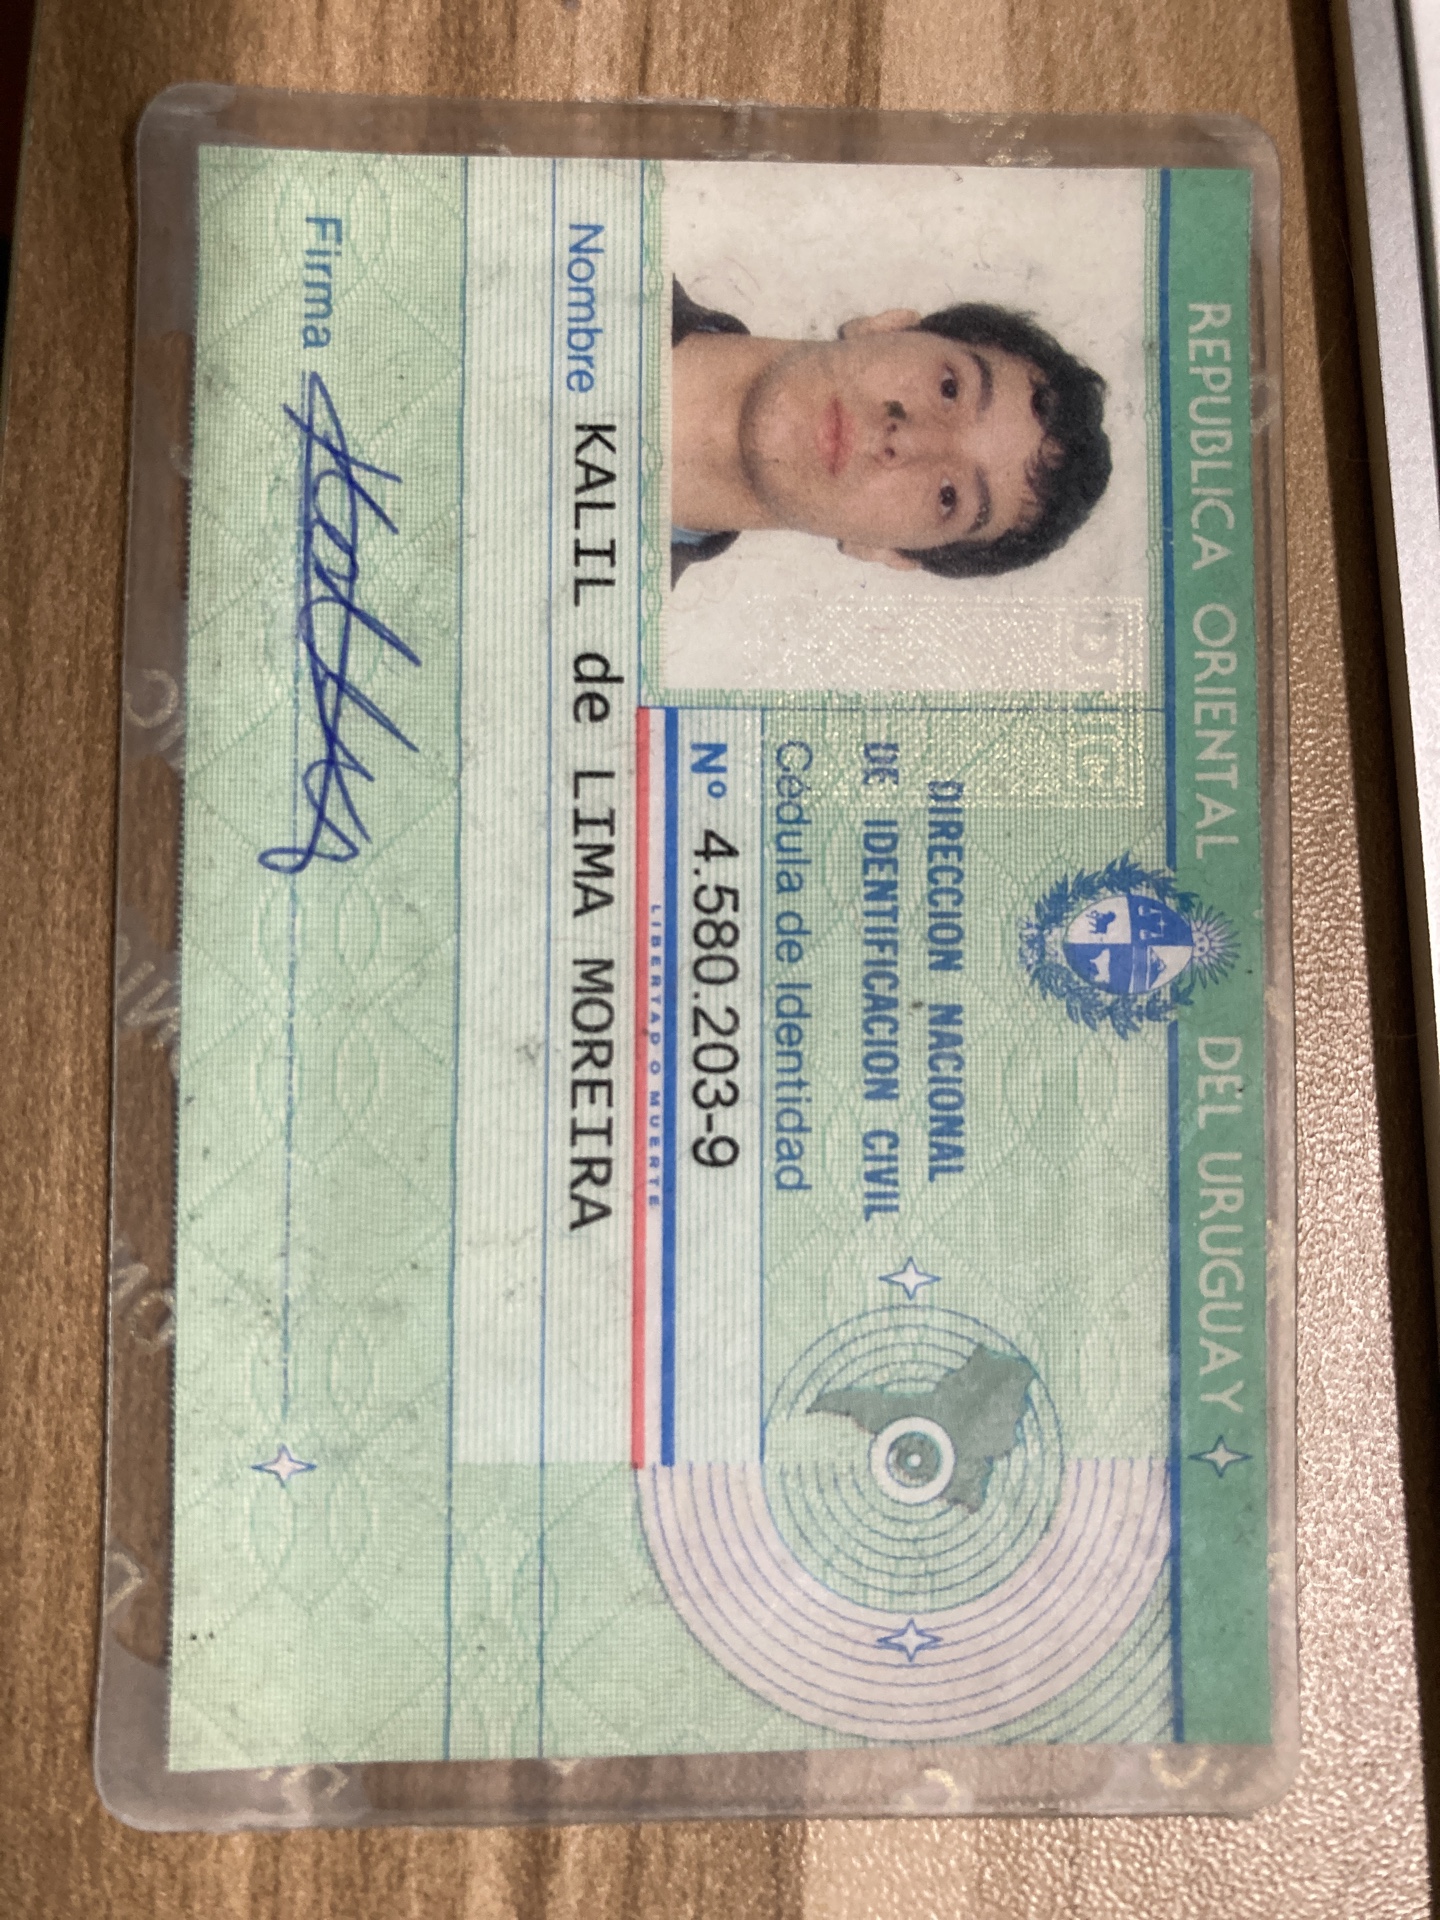 REPUBLICA ORIENTAL DEL URUGUAY
DIRECCION NACIONAL
DE IDENTIFICACION CIVIL
Cédula de Identidad
Nº 4.580.203-9
LIBERTAD O MUERTE
Nombre KALIL de LIMA MOREIRA
Firma